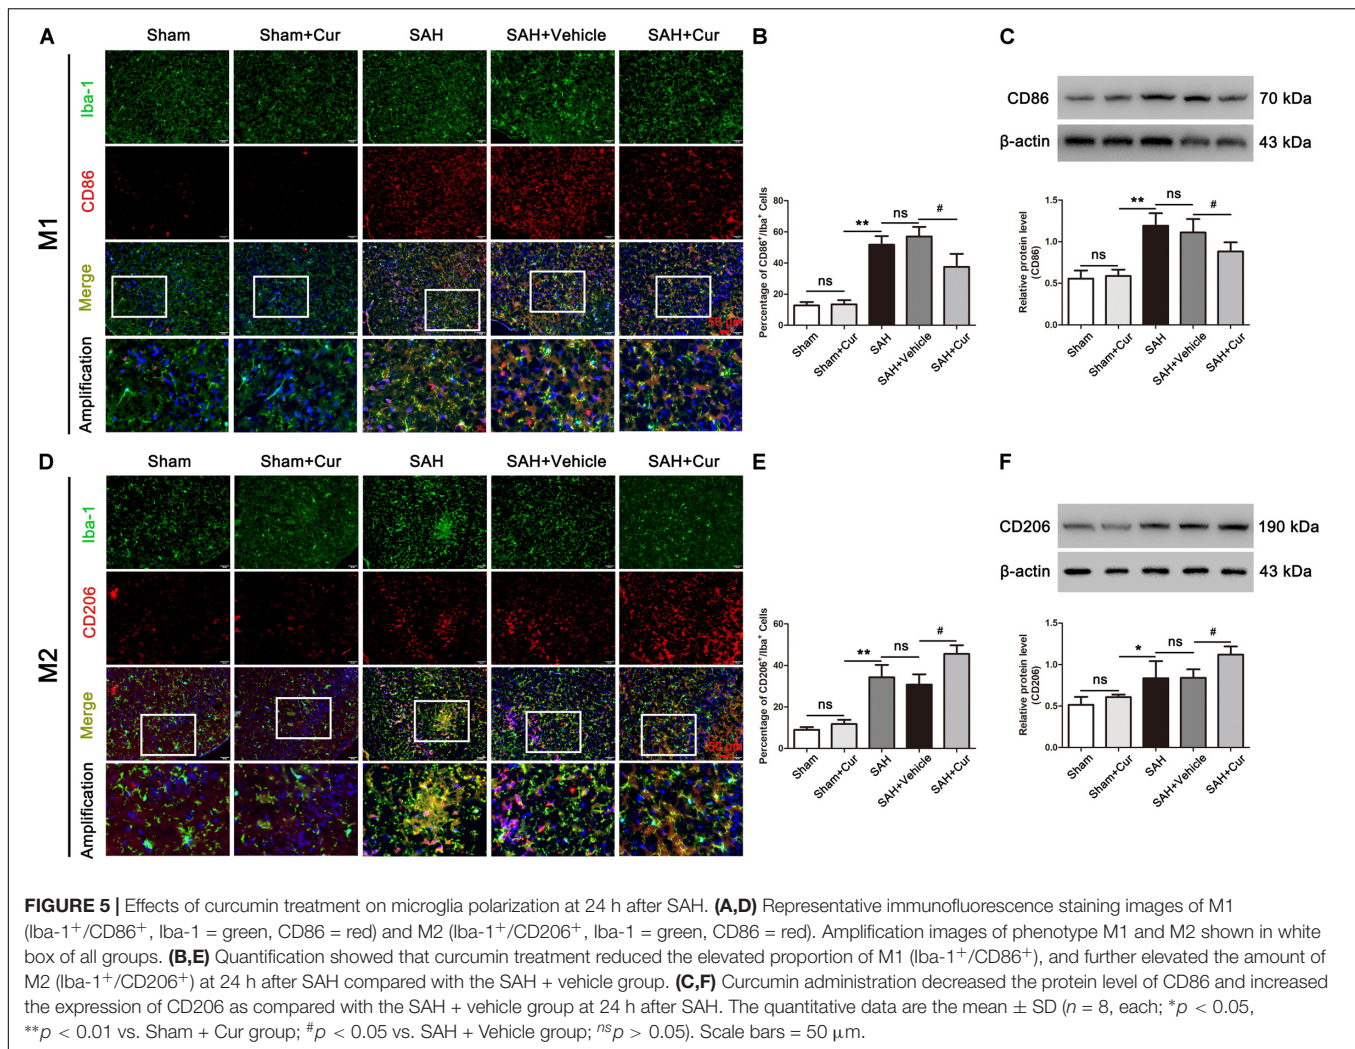 A
Sham Sham+Cur SAH SAH+Vehicle SAH+Cur
M1
Iba-1
CD86
Merge
50 μm
Amplification
B
Percentage of CD86+/Iba+ Cells
80
60
40
20
0
ns
**
ns
#
Sham Sham+Cur SAH SAH+Vehicle SAH+Cur
C
CD86 70 kDa
β-actin 43 kDa
Relative protein level
(CD86)
1.5
1.0
0.5
0.0
ns
**
ns
#
Sham Sham+Cur SAH SAH+Vehicle SAH+Cur
D
Sham Sham+Cur SAH SAH+Vehicle SAH+Cur
M2
Iba-1
CD206
Merge
50 μm
Amplification
E
Percentage of CD206+/Iba+ Cells
60
40
20
0
ns
**
ns
#
Sham Sham+Cur SAH SAH+Vehicle SAH+Cur
F
CD206 190 kDa
β-actin 43 kDa
Relative protein level
(CD206)
1.5
1.0
0.5
0.0
ns
*
ns
#
Sham Sham+Cur SAH SAH+Vehicle SAH+Cur
FIGURE 5 | Effects of curcumin treatment on microglia polarization at 24 h after SAH. (A,D) Representative immunofluorescence staining images of M1
(Iba-1+/CD86+, Iba-1 = green, CD86 = red) and M2 (Iba-1+/CD206+, Iba-1 = green, CD86 = red). Amplification images of phenotype M1 and M2 shown in white
box of all groups. (B,E) Quantification showed that curcumin treatment reduced the elevated proportion of M1 (Iba-1+/CD86+), and further elevated the amount of
M2 (Iba-1+/CD206+) at 24 h after SAH compared with the SAH + vehicle group. (C,F) Curcumin administration decreased the protein level of CD86 and increased
the expression of CD206 as compared with the SAH + vehicle group at 24 h after SAH. The quantitative data are the mean ± SD (n = 8, each; *p < 0.05,
**p < 0.01 vs. Sham + Cur group; #p < 0.05 vs. SAH + Vehicle group; nsp > 0.05). Scale bars = 50 μm.